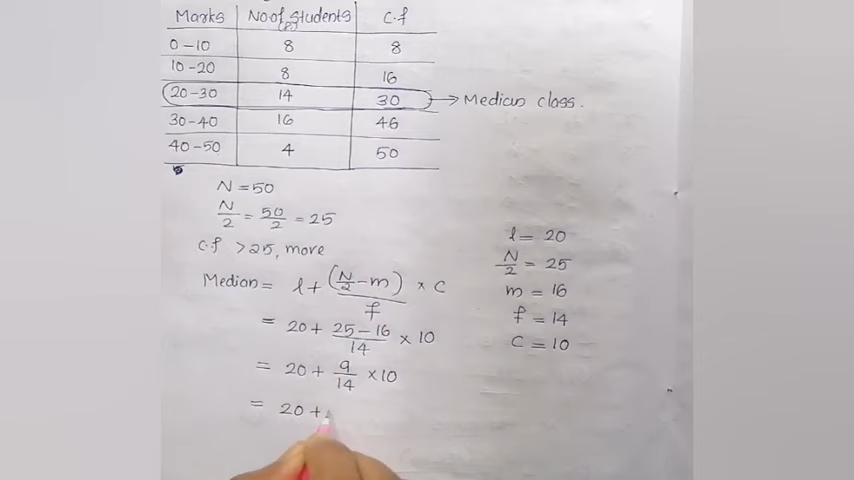 Marks No.of Students C.f
(f)
0-10 8 8
10-20 8 16
20-30 14 30 → Median class.
30-40 16 46
40-50 4 50
N = 50
N/2 = 50/2 = 25
C.f > 25, more
Median = l + (N/2 - m)/f × C
= 20 + 25-16/14 × 10
= 20 + 9/14 × 10
= 20 +
l = 20
N/2 = 25
m = 16
f = 14
C = 10